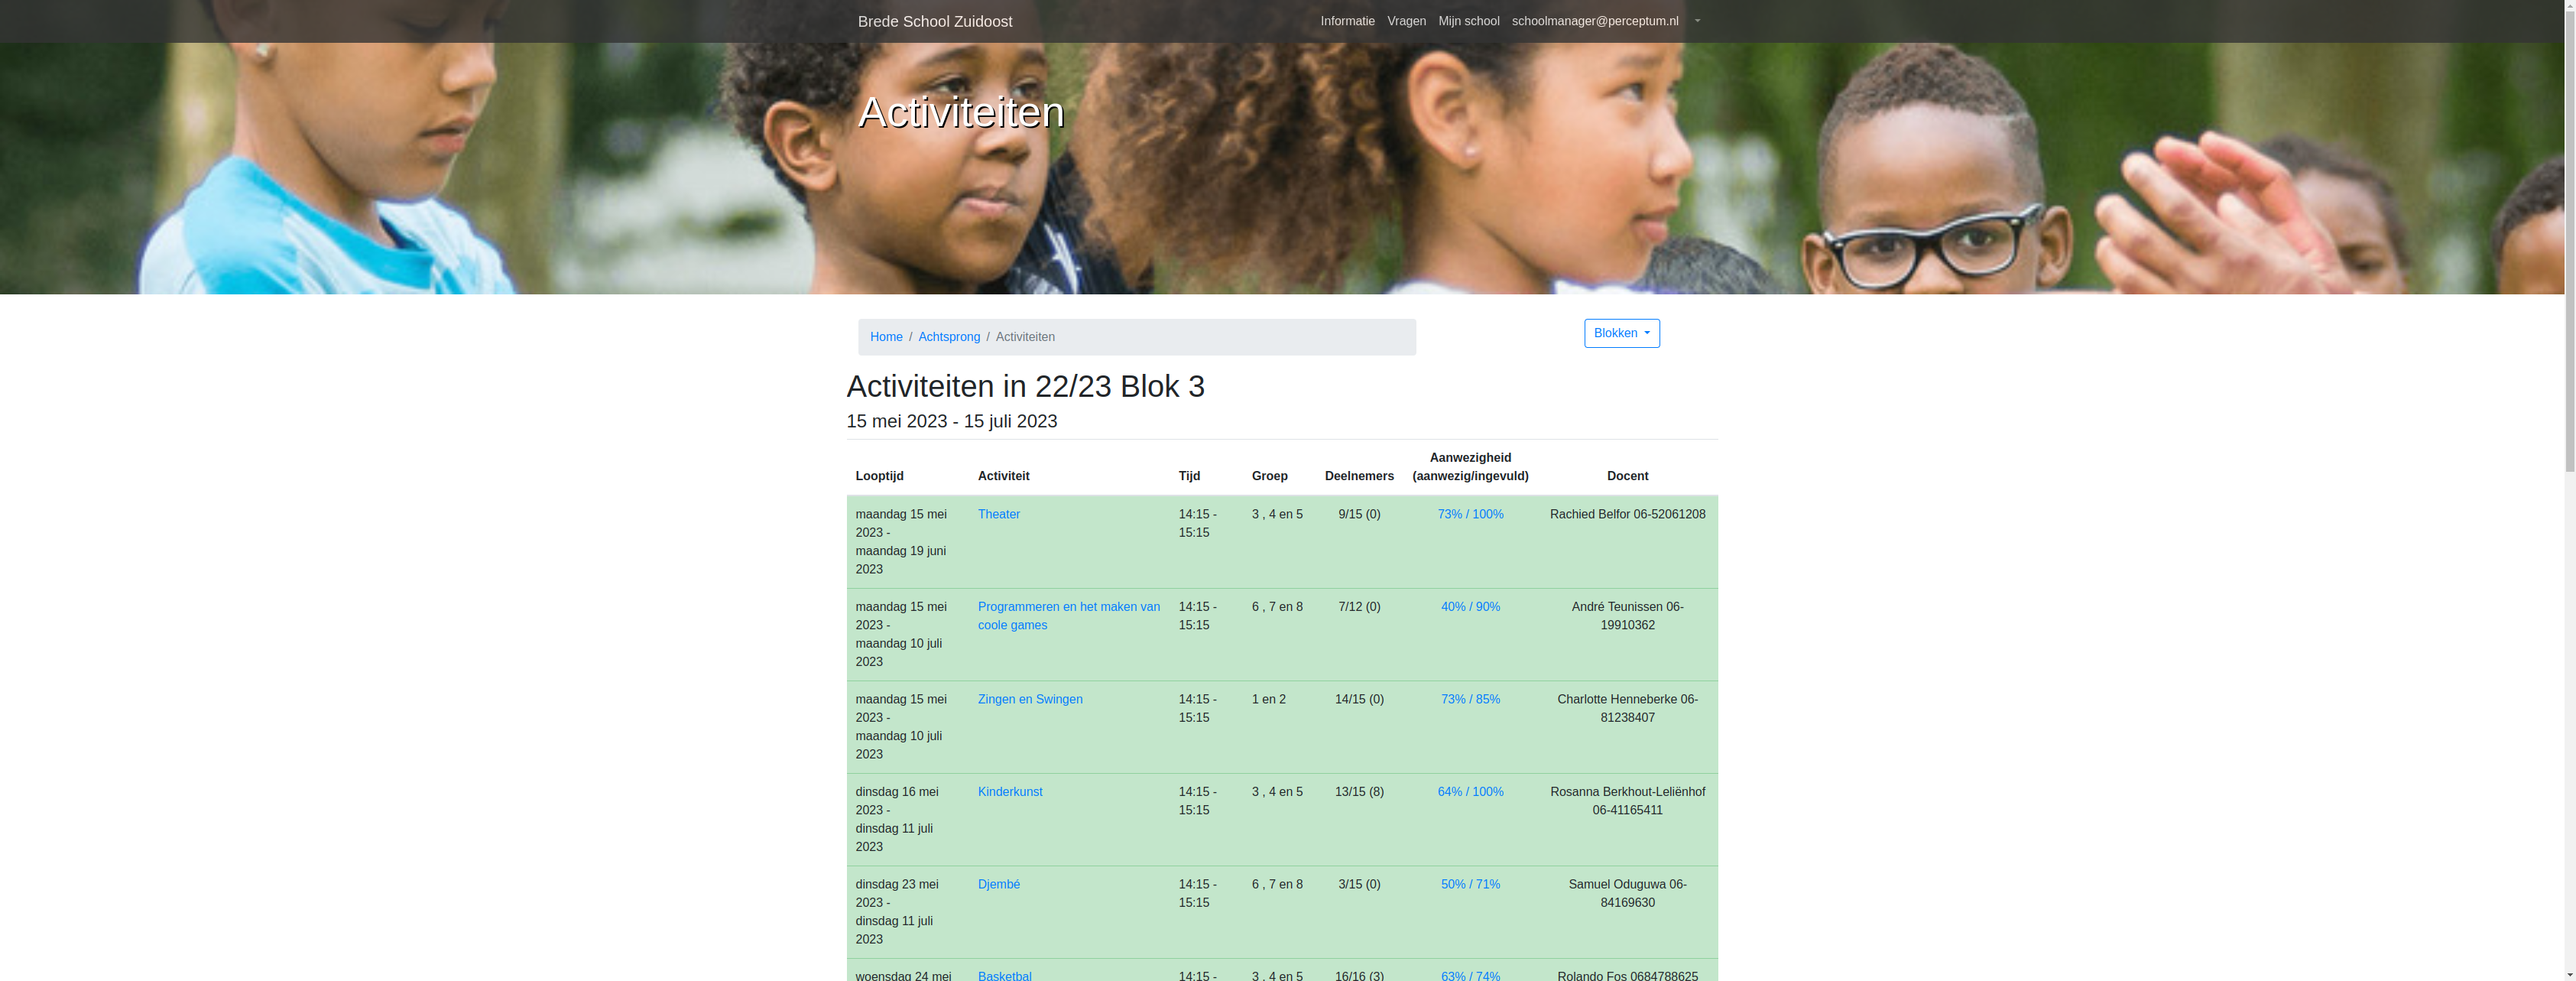 Brede School Zuidoost
Informatie Vragen Mijn school schoolmanager@perceptum.nl
Activiteiten
Home / Achtsprong / Activiteiten
Blokken
Activiteiten in 22/23 Blok 3
15 mei 2023 - 15 juli 2023
Aanwezigheid
Looptijd Activiteit Tijd Groep Deelnemers (aanwezig/ingevuld) Docent
maandag 15 mei Theater 14:15 - 3 , 4 en 5 9/15 (0) 73% / 100% Rachied Belfor 06-52061208
2023 - 15:15
maandag 19 juni
2023
maandag 15 mei Programmeren en het maken van 14:15 - 6 , 7 en 8 7/12 (0) 40% / 90% André Teunissen 06-
2023 - coole games 15:15 19910362
maandag 10 juli
2023
maandag 15 mei Zingen en Swingen 14:15 - 1 en 2 14/15 (0) 73% / 85% Charlotte Henneberke 06-
2023 - 15:15 81238407
maandag 10 juli
2023
dinsdag 16 mei Kinderkunst 14:15 - 3 , 4 en 5 13/15 (8) 64% / 100% Rosanna Berkhout-Leliënhof
2023 - 15:15 06-41165411
dinsdag 11 juli
2023
dinsdag 23 mei Djembé 14:15 - 6 , 7 en 8 3/15 (0) 50% / 71% Samuel Oduguwa 06-
2023 - 15:15 84169630
dinsdag 11 juli
2023
woensdag 24 mei Basketbal 14:15 - 3 , 4 en 5 16/16 (3) 63% / 74% Rolando Fos 0684788625